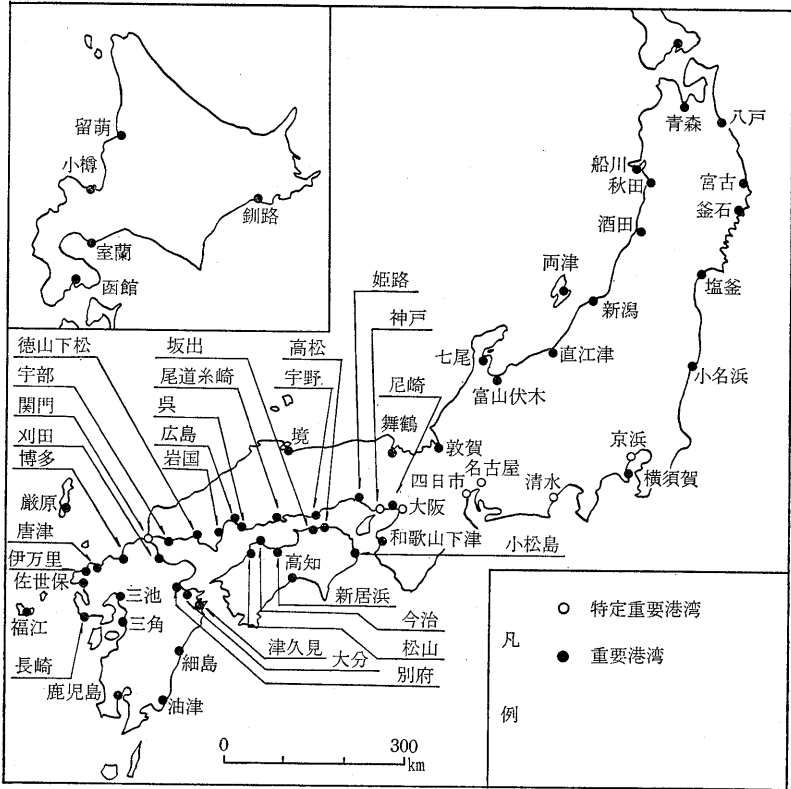 留萌
小樽
釧路
室蘭
函館
青森
八戸
船川
秋田
宮古
釜石
酒田
両津
塩釜
新潟
姫路
神戸
七尾
直江津
小名浜
徳山下松
坂出
高松
宇部
尾道糸崎
宇野
尼崎
富山伏木
関門
呉
舞鶴
刈田
広島
境
敦賀
京浜
博多
岩国
四日市
名古屋
清水
横須賀
厳原
大阪
唐津
和歌山下津
小松島
伊万里
高知
佐世保
新居浜
三池
今治
福江
三角
津久見
大分
松山
長崎
細島
別府
鹿児島
油津
0
300
km
凡例
特定重要港湾
重要港湾